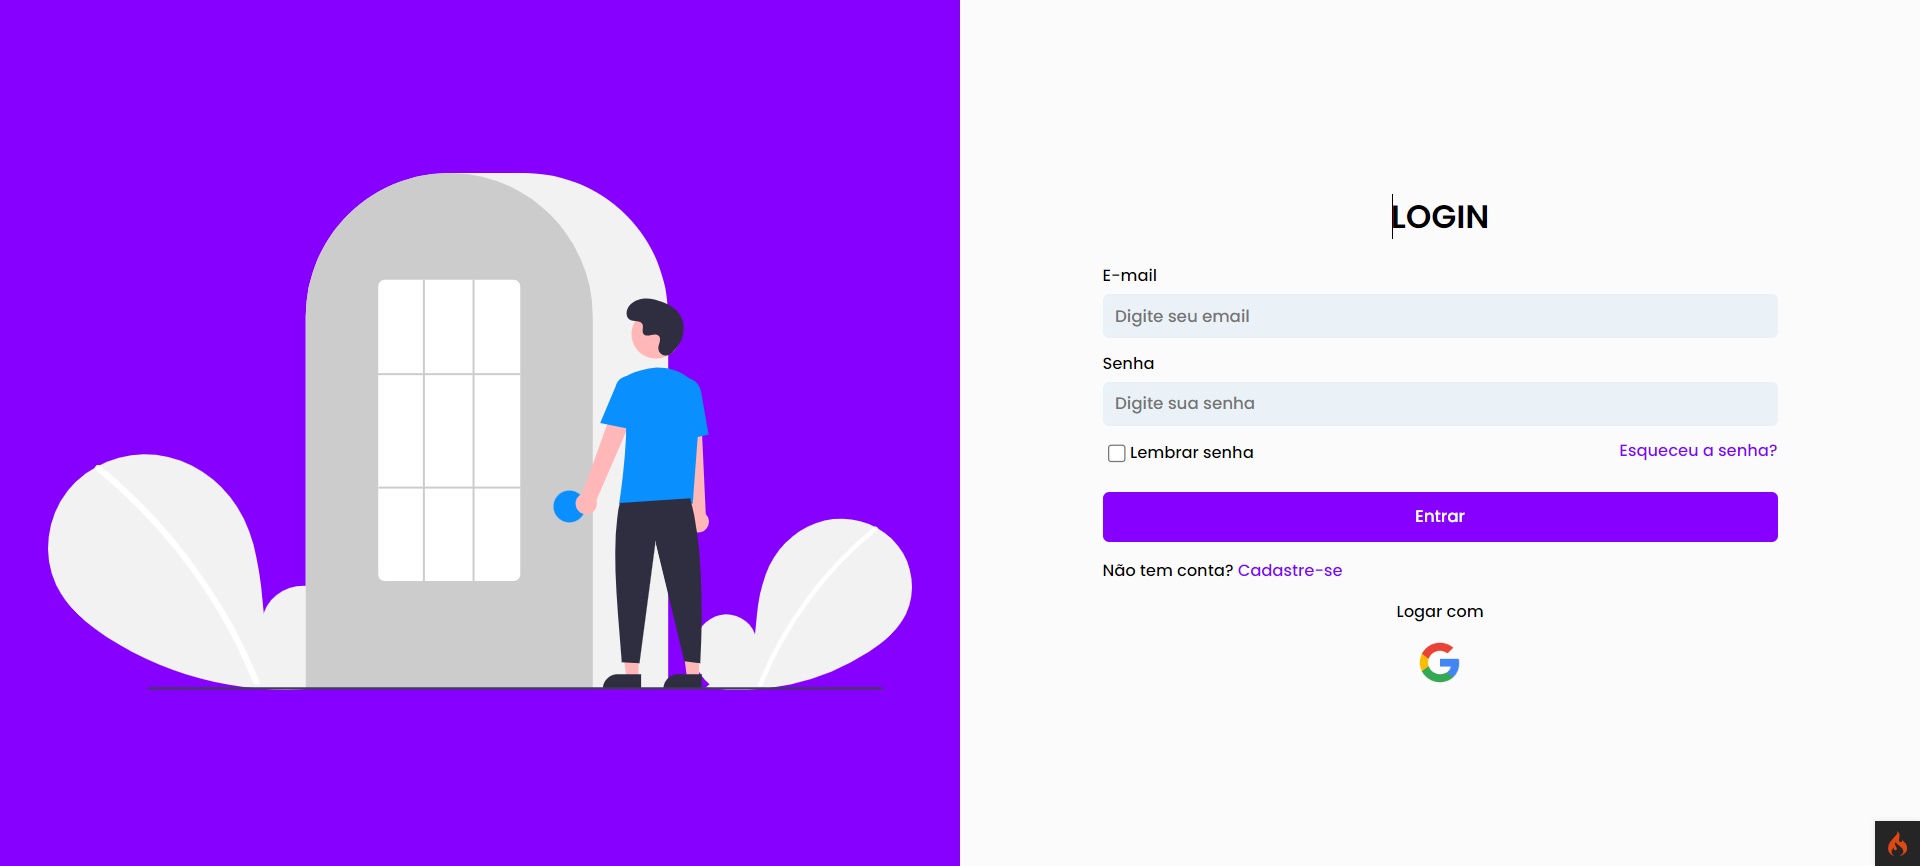 LOGIN
E-mail
Digite seu email
Senha
Digite sua senha
Lembrar senha
Esqueceu a senha?
Entrar
Não tem conta? Cadastre-se
Logar com